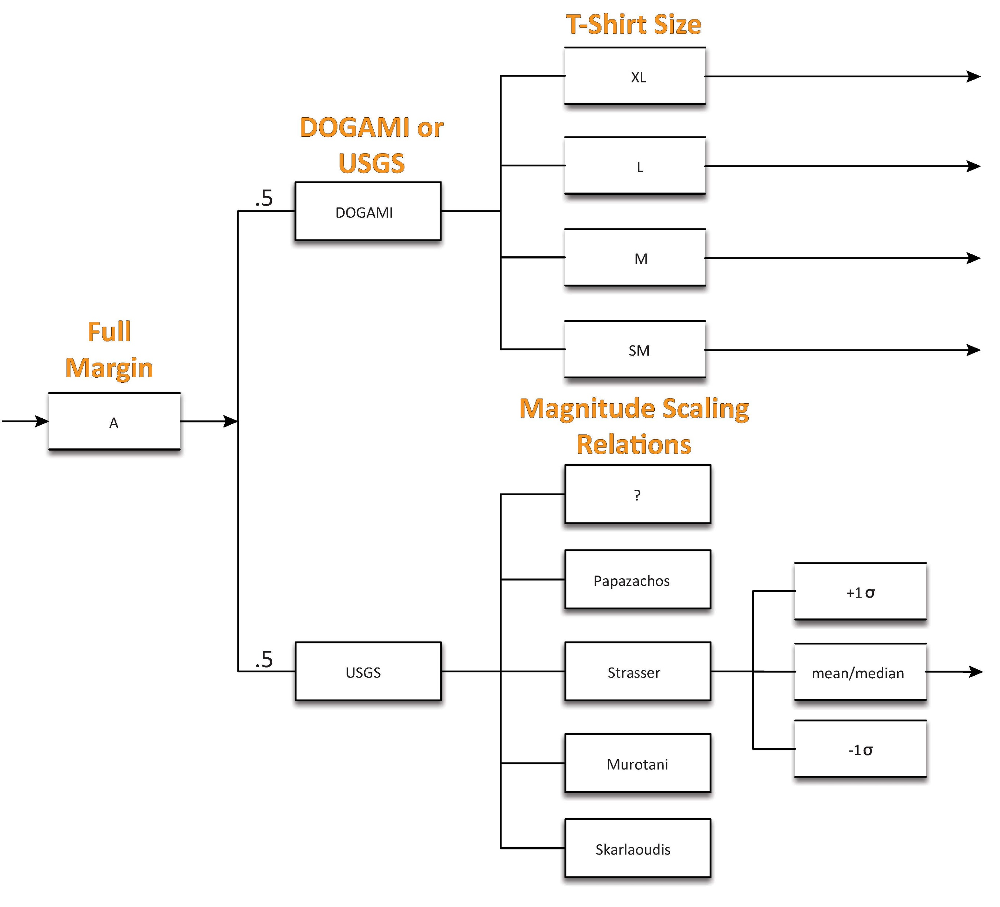 T-Shirt Size
XL
L
DOGAMI or
USGS
.5
DOGAMI
M
SM
Full
Margin
A
Magnitude Scaling
Relations
?
Papazachos
+1σ
.5
USGS
Strasser
mean/median
-1σ
Murotani
Skarlaoudis